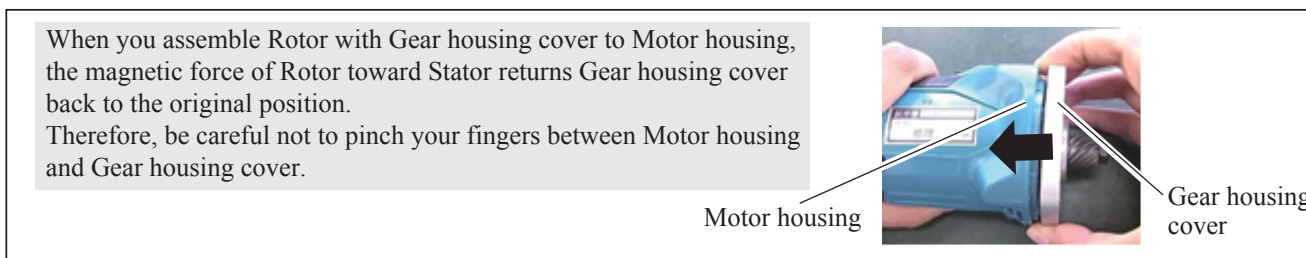 When you assemble Rotor with Gear housing cover to Motor housing,
the magnetic force of Rotor toward Stator returns Gear housing cover
back to the original position.
Therefore, be careful not to pinch your fingers between Motor housing
and Gear housing cover.
Motor housing
Gear housing
cover